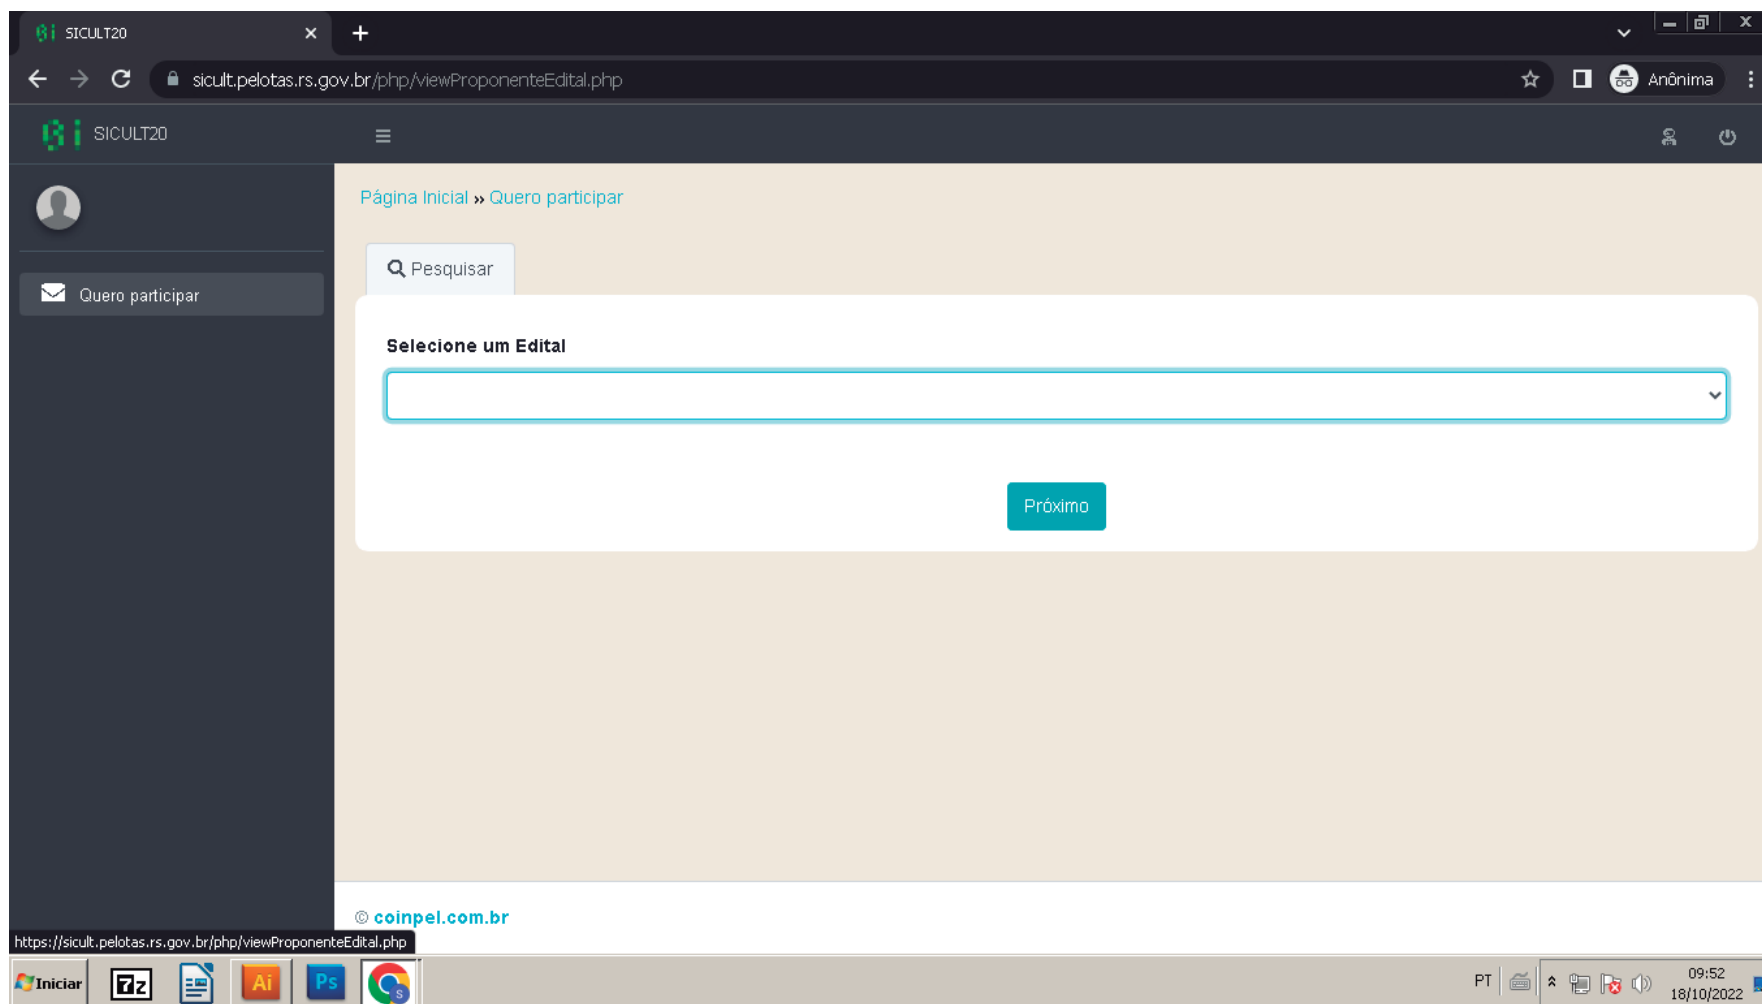 SICULT20
sicult.pelotas.rs.gov.br/php/viewProponenteEdital.php
Anônima
SICULT20
Página Inicial » Quero participar
Pesquisar
Quero participar
Selecione um Edital
Próximo
© coinpel.com.br
https://sicult.pelotas.rs.gov.br/php/viewProponenteEdital.php
Iniciar
7z
Ai
Ps
S
PT
09:52
18/10/2022